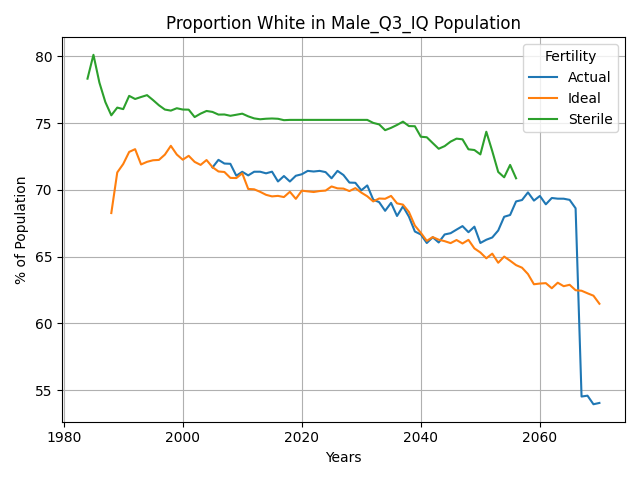 Proportion White in Male_Q3_IQ Population
Fertility
Actual
Ideal
Sterile
% of Population
80
75
70
65
60
55
1980
2000
2020
2040
2060
Years